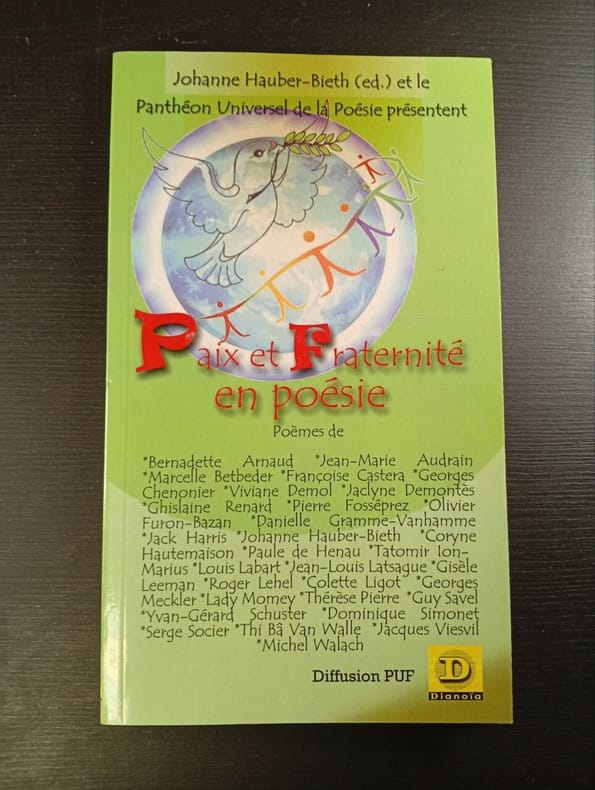 Johanne Hauber-Bieth (ed.) et le
Panthéon Universel de la Poésie présentent
Paix et Fraternité
en poésie
Poèmes de
*Bernadette Arnaud *Jean-Marie Audrain
*Marcelle Betbeder *Françoise Castera *Georges
Chenonier *Viviane Demol *Jaclyne Demontès
*Ghislaine Renard *Pierre Fosséprez *Olivier
Furon-Bazan *Danielle Gramme-Vanhamme
*Jack Harris *Johanne Hauber-Bieth *Coryne
Hautemaison *Paule de Henau *Tatomir Ion-
Marius *Louis Labart *Jean-Louis Latsague *Gisèle
Leeman *Roger Lehel *Colette Ligot *Georges
Meckler *Lady Momey *Thérèse Pierre *Guy Savel
*Yvan-Gérard Schuster *Dominique Simonet
*Serge Socier *Thi Bâ Van Walle *Jacques Viesvil
*Michel Walach
Diffusion PUF
D
Dianoïa